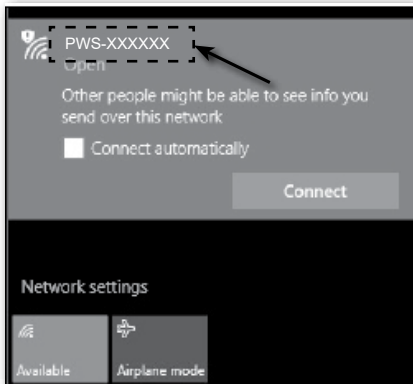 PWS-XXXXXX
Open
Other people might be able to see info you
send over this network
Connect automatically
Connect
Network settings
Available
Airplane mode